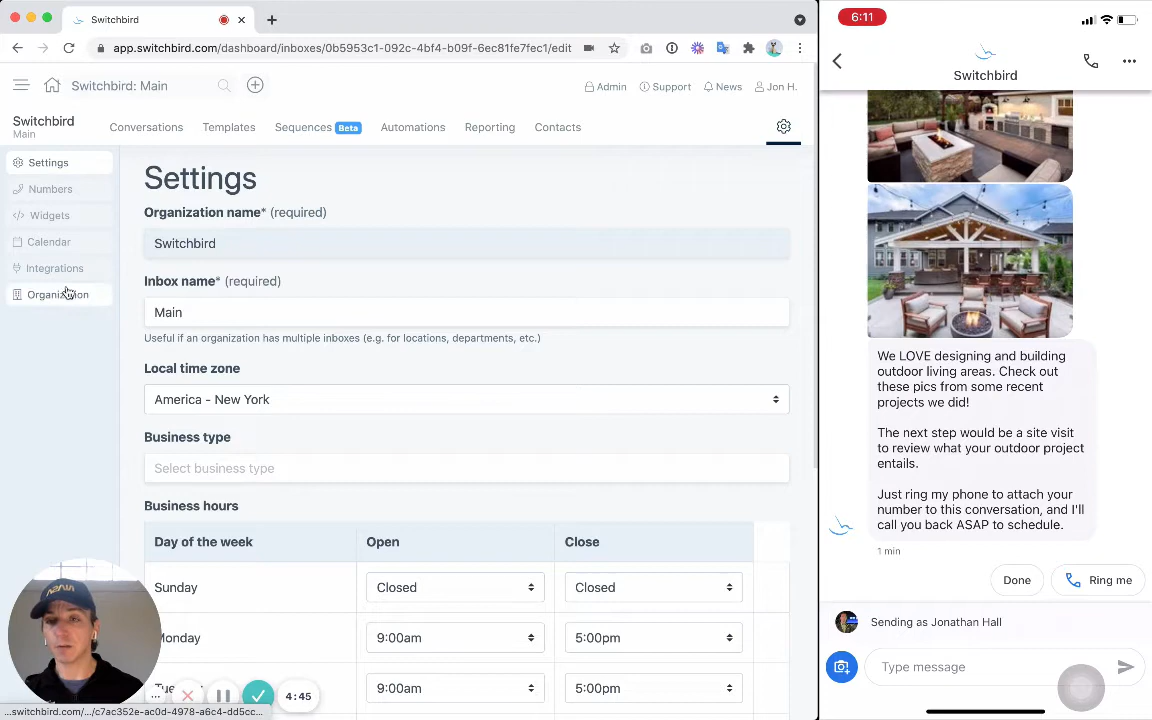 Switchbird
app.switchbird.com/dashboard/inboxes/0b5953c1-092c-4bf4-b09f-6ec81fe7fec1/edit
Switchbird: Main
Admin
Support
News
Jon H.
Switchbird
Main
Conversations
Templates
Sequences Beta
Automations
Reporting
Contacts
Settings
Numbers
Widgets
Calendar
Integrations
Organization
Settings
Organization name* (required)
Switchbird
Inbox name* (required)
Main
Useful if an organization has multiple inboxes (e.g. for locations, departments, etc.)
Local time zone
America - New York
Business type
Select business type
Business hours
Day of the week
Open
Close
Sunday
Closed
Closed
Monday
9:00am
5:00pm
9:00am
5:00pm
4:45
..switchbird.com/.../c7ac352e-ac0d-4978-a6c4-dd5cc...
6:11
Switchbird
We LOVE designing and building
outdoor living areas. Check out
these pics from some recent
projects we did!
The next step would be a site visit
to review what your outdoor project
entails.
Just ring my phone to attach your
number to this conversation, and I'll
call you back ASAP to schedule.
1 min
Done
Ring me
Sending as Jonathan Hall
Type message